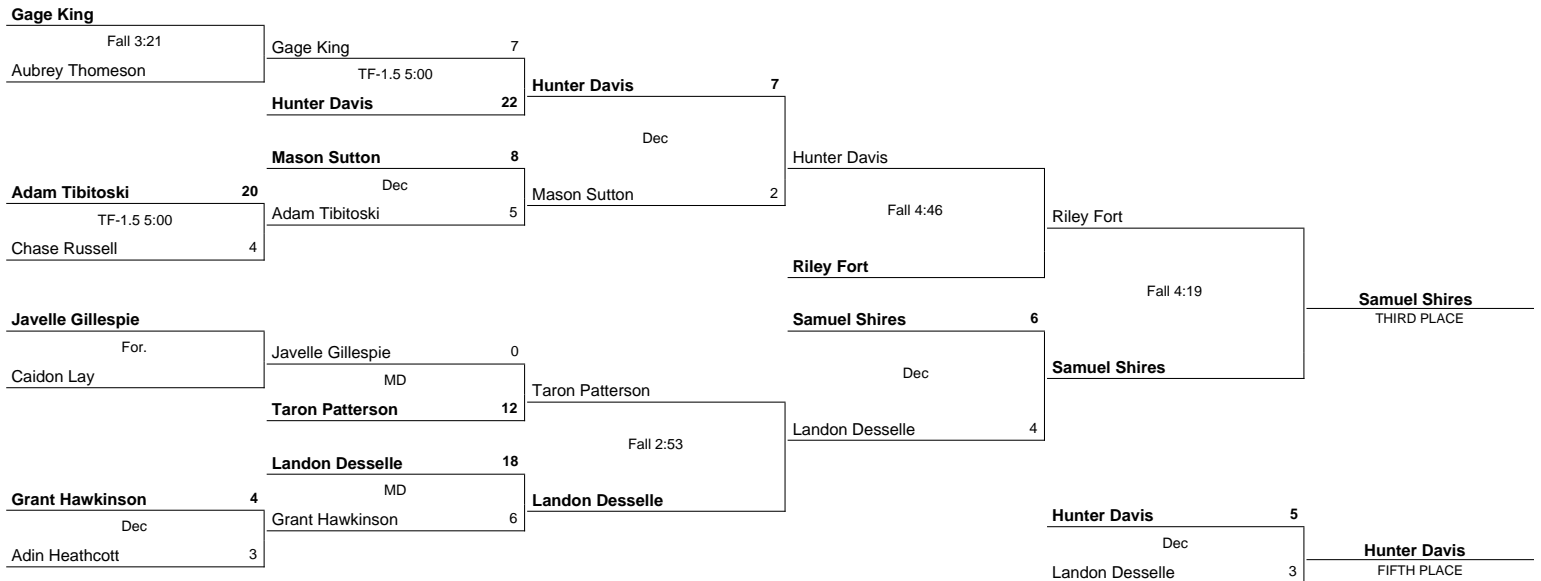 Gage King
Fall 3:21
Aubrey Thomeson
Adam Tibitoski 20
TF-1.5 5:00
Chase Russell 4
Javelle Gillespie
For.
Caidon Lay
Grant Hawkinson 4
Dec
Adin Heathcott 3
Gage King 7
TF-1.5 5:00
Hunter Davis 22
Mason Sutton 8
Dec
Adam Tibitoski 5
Javelle Gillespie 0
MD
Taron Patterson 12
Landon Desselle 18
MD
Grant Hawkinson 6
Hunter Davis 7
Dec
Mason Sutton 2
Taron Patterson
Fall 2:53
Landon Desselle
Hunter Davis
Fall 4:46
Riley Fort
Samuel Shires 6
Dec
Landon Desselle 4
Riley Fort
Fall 4:19
Samuel Shires
Samuel Shires
THIRD PLACE
Hunter Davis 5
Dec
Landon Desselle 3
Hunter Davis
FIFTH PLACE